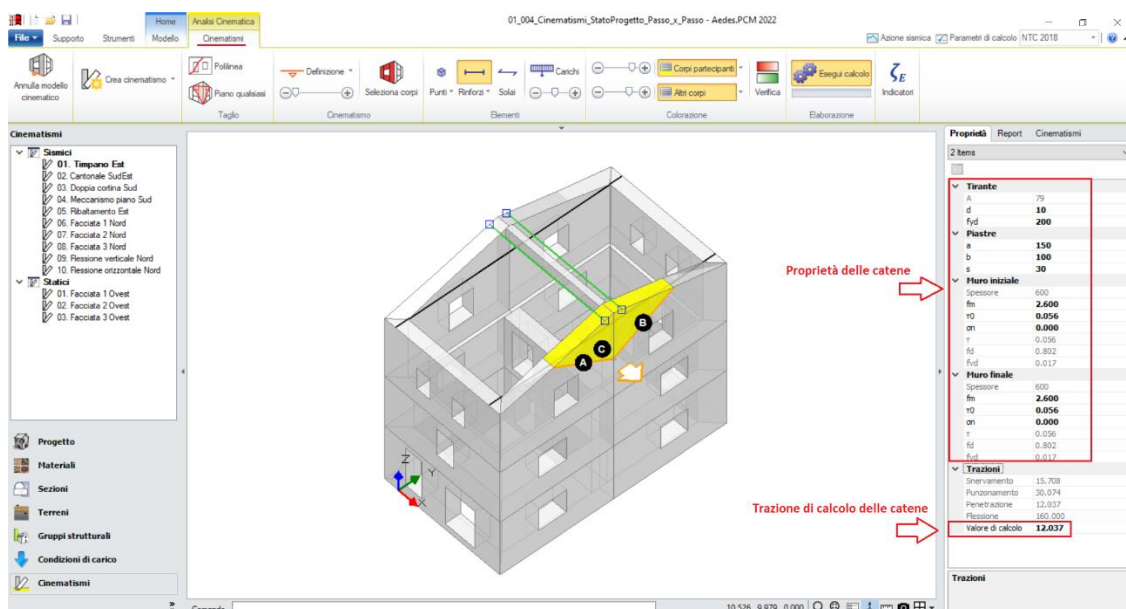 01_004_Cinematismi_StatoProgetto_Passo_x_Passo - Aedes.PCM 2022
Home
Analisi Cinematica
File
Supporto
Strumenti
Modello
Cinematismi
Azione sismica
Parametri di calcolo
NTC 2018
Annulla modello
cinematico
Crea cinematismo
Polilinea
Piano qualsiasi
Taglio
Definizione
Seleziona corpi
Cinematismo
Punti
Rinforzi
Solai
Carichi
Elementi
Corpi partecipanti
Altri corpi
Colorazione
Verifica
Esegui calcolo
Elaborazione
ζE
Indicatori
Cinematismi
Sismici
01. Timpano Est
02. Cantonale SudEst
03. Doppia cortina Sud
04. Meccanismo piano Sud
05. Ribaltamento Est
06. Facciata 1 Nord
07. Facciata 2 Nord
08. Facciata 3 Nord
09. Flessione verticale Nord
10. Flessione orizzontale Nord
Statici
01. Facciata 1 Ovest
02. Facciata 2 Ovest
03. Facciata 3 Ovest
Progetto
Materiali
Sezioni
Terreni
Gruppi strutturali
Condizioni di carico
Cinematismi
A
C
B
Z
Y
X
Proprietà delle catene
Trazione di calcolo delle catene
Comando
10.526 9.979 0.000
Proprietà
Report
Cinematismi
2 Items
Tirante
A 79
d 10
fyd 200
Piastre
a 150
b 100
s 30
Muro iniziale
Spessore 600
fm 2.600
τ0 0.056
σn 0.000
τ 0.056
fd 0.802
fvd 0.017
Muro finale
Spessore 600
fm 2.600
τ0 0.056
σn 0.000
τ 0.056
fd 0.802
fvd 0.017
Trazioni
Snervamento 15.708
Punzonamento 30.074
Penetrazione 12.037
Flessione 160.000
Valore di calcolo 12.037
Trazioni